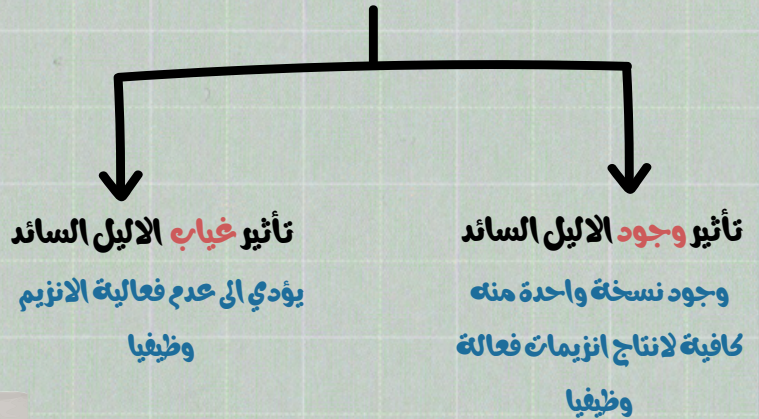 تأثير وجود الاليل السائد
وجود نسخة واحدة منه
كافية لانتاج انزيمات فعالة
وظيفيا
تأثير غياب الاليل السائد
يؤدي الى عدم فعالية الانزيم
وظيفيا